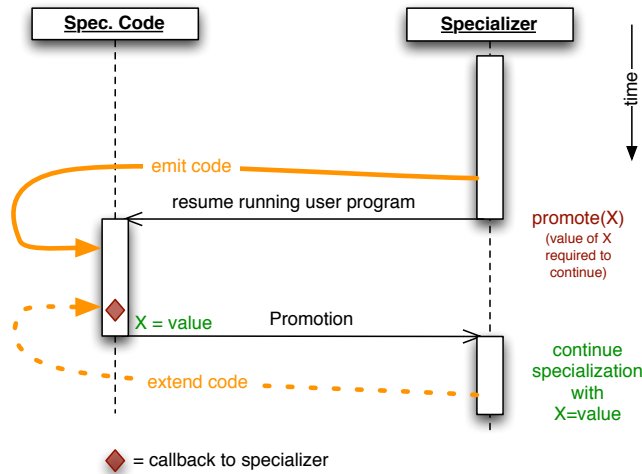 Spec. Code
Specializer
time
emit code
resume running user program
promote(X)
(value of X
required to
continue)
X = value
Promotion
continue
specialization
with
X=value
extend code
= callback to specializer